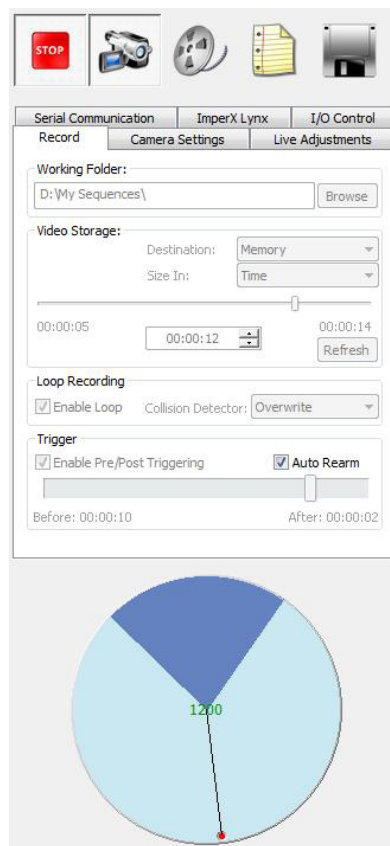 STOP
Serial Communication ImperX Lynx I/O Control
Record Camera Settings Live Adjustments
Working Folder:
D:\My Sequences\ Browse
Video Storage:
Destination: Memory
Size In: Time
00:00:05 00:00:12 00:00:14
Refresh
Loop Recording
Enable Loop Collision Detector: Overwrite
Trigger
Enable Pre/Post Triggering Auto Rearm
Before: 00:00:10 After: 00:00:02
1200